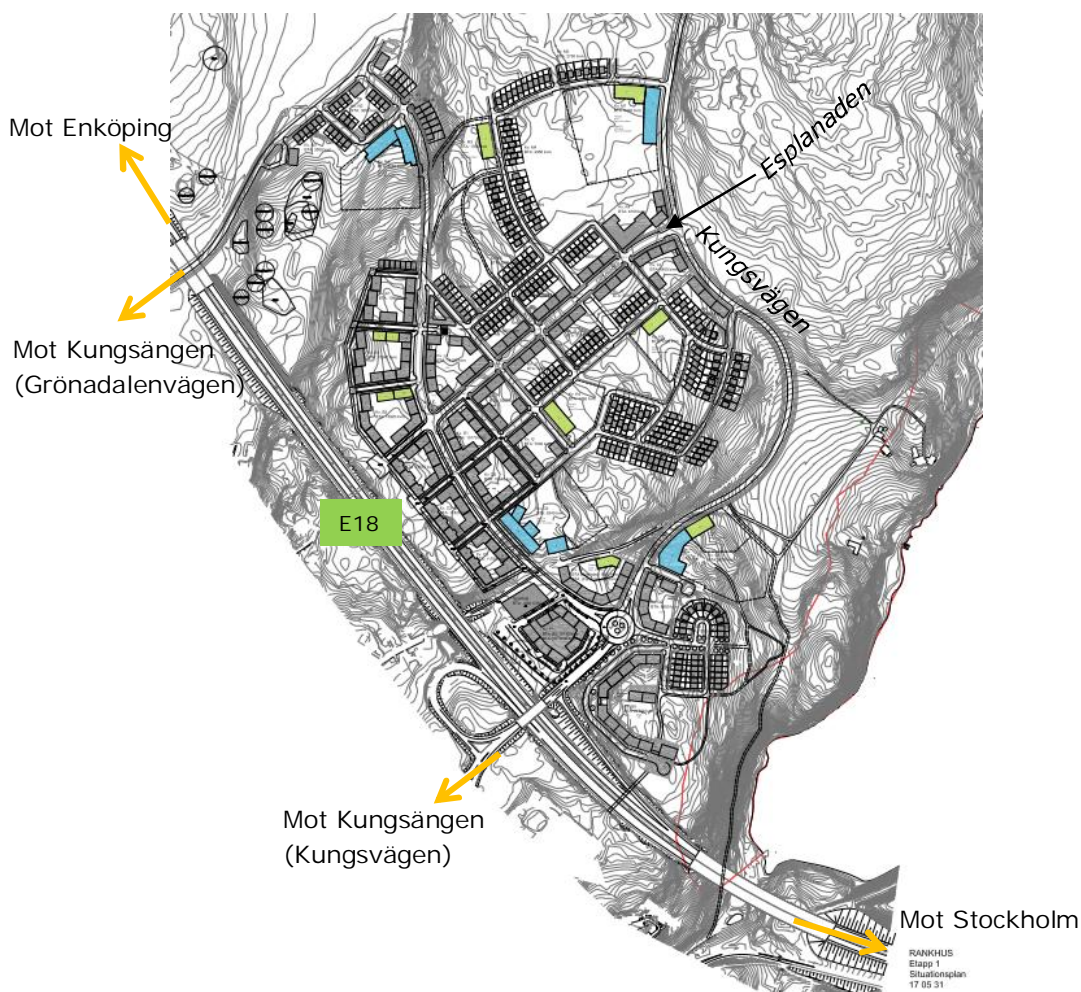 Mot Enköping
Esplanaden
Kungsvägen
Mot Kungsängen
(Grönadalenvägen)
E18
Mot Kungsängen
(Kungsvägen)
Mot Stockholm
RANKHUS
Etapp 1
Situationsplan
17 05 31